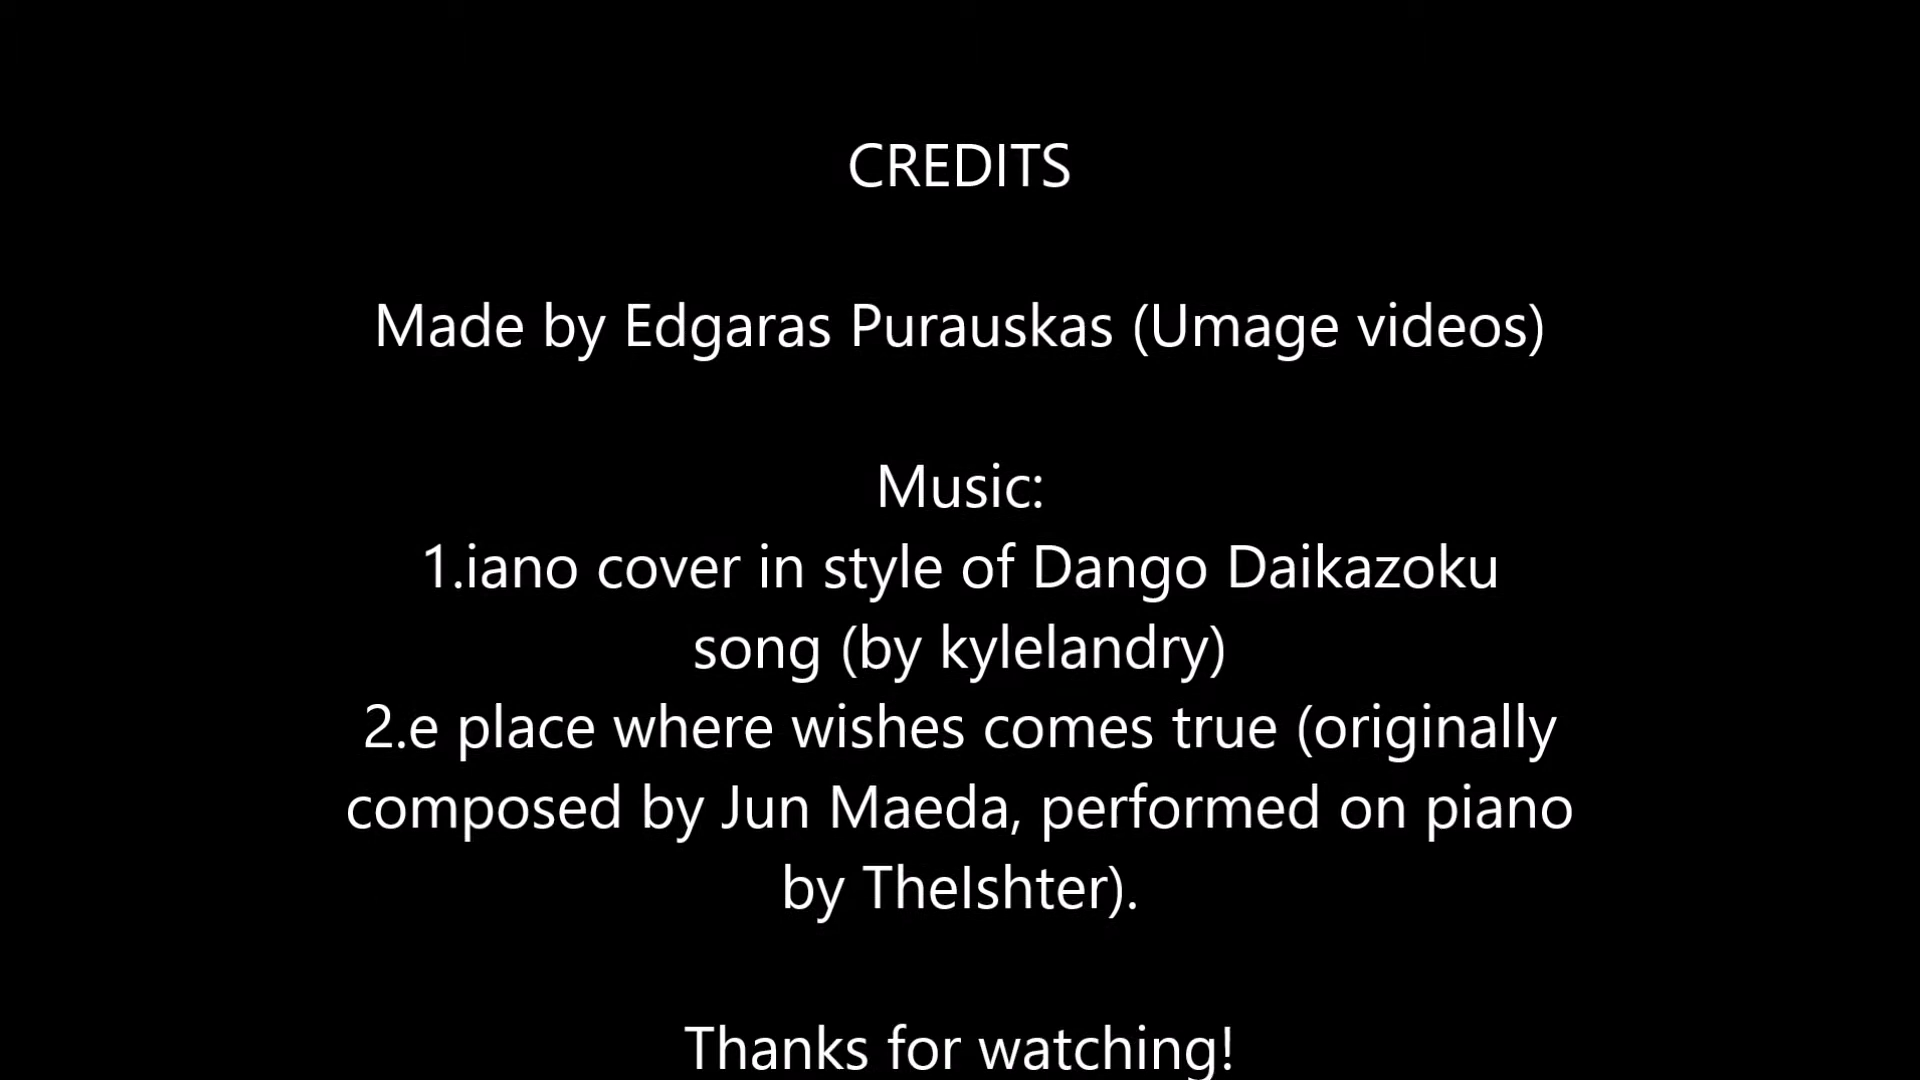 CREDITS
Made by Edgaras Purauskas (Umage videos)
Music:
1.iano cover in style of Dango Daikazoku
song (by kylelandry)
2.e place where wishes comes true (originally
composed by Jun Maeda, performed on piano
by TheIshter).
Thanks for watching!